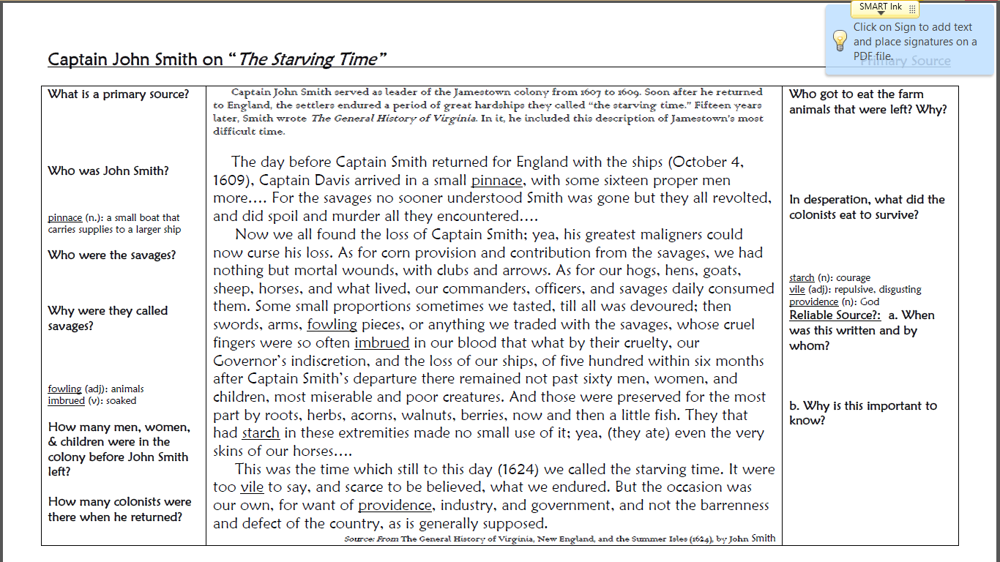 SMART Ink
Click on Sign to add text
and place signatures on a
PDF file.
Captain John Smith on “The Starving Time”
Primary Source
What is a primary source?
Who was John Smith?
pinnace (n.): a small boat that
carries supplies to a larger ship
Who were the savages?
Why were they called
savages?
fowling (adj): animals
imbrued (v): soaked
How many men, women,
& children were in the
colony before John Smith
left?
How many colonists were
there when he returned?
Captain John Smith served as leader of the Jamestown colony from 1607 to 1609. Soon after he returned
to England, the settlers endured a period of great hardships they called “the starving time.” Fifteen years
later, Smith wrote The General History of Virginia. In it, he included this description of Jamestown’s most
difficult time.
The day before Captain Smith returned for England with the ships (October 4,
1609), Captain Davis arrived in a small pinnace, with some sixteen proper men
more…. For the savages no sooner understood Smith was gone but they all revolted,
and did spoil and murder all they encountered….
Now we all found the loss of Captain Smith; yea, his greatest maligners could
now curse his loss. As for corn provision and contribution from the savages, we had
nothing but mortal wounds, with clubs and arrows. As for our hogs, hens, goats,
sheep, horses, and what lived, our commanders, officers, and savages daily consumed
them. Some small proportions sometimes we tasted, till all was devoured; then
swords, arms, fowling pieces, or anything we traded with the savages, whose cruel
fingers were so often imbrued in our blood that what by their cruelty, our
Governor’s indiscretion, and the loss of our ships, of five hundred within six months
after Captain Smith’s departure there remained not past sixty men, women, and
children, most miserable and poor creatures. And those were preserved for the most
part by roots, herbs, acorns, walnuts, berries, now and then a little fish. They that
had starch in these extremities made no small use of it; yea, (they ate) even the very
skins of our horses….
This was the time which still to this day (1624) we called the starving time. It were
too vile to say, and scarce to be believed, what we endured. But the occasion was
our own, for want of providence, industry, and government, and not the barrenness
and defect of the country, as is generally supposed.
Source: From The General History of Virginia, New England, and the Summer Isles (1624), by John Smith
Who got to eat the farm
animals that were left? Why?
In desperation, what did the
colonists eat to survive?
starch (n): courage
vile (adj): repulsive, disgusting
providence (n): God
Reliable Source?: a. When
was this written and by
whom?
b. Why is this important to
know?